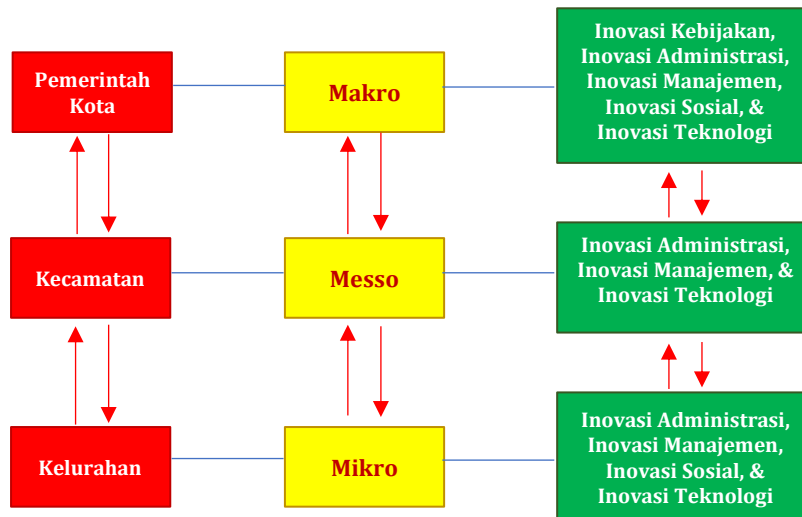 Pemerintah
Kota
Makro
Inovasi Kebijakan,
Inovasi Administrasi,
Inovasi Manajemen,
Inovasi Sosial, &
Inovasi Teknologi
Kecamatan
Messo
Inovasi Administrasi,
Inovasi Manajemen, &
Inovasi Teknologi
Kelurahan
Mikro
Inovasi Administrasi,
Inovasi Manajemen,
Inovasi Sosial, &
Inovasi Teknologi